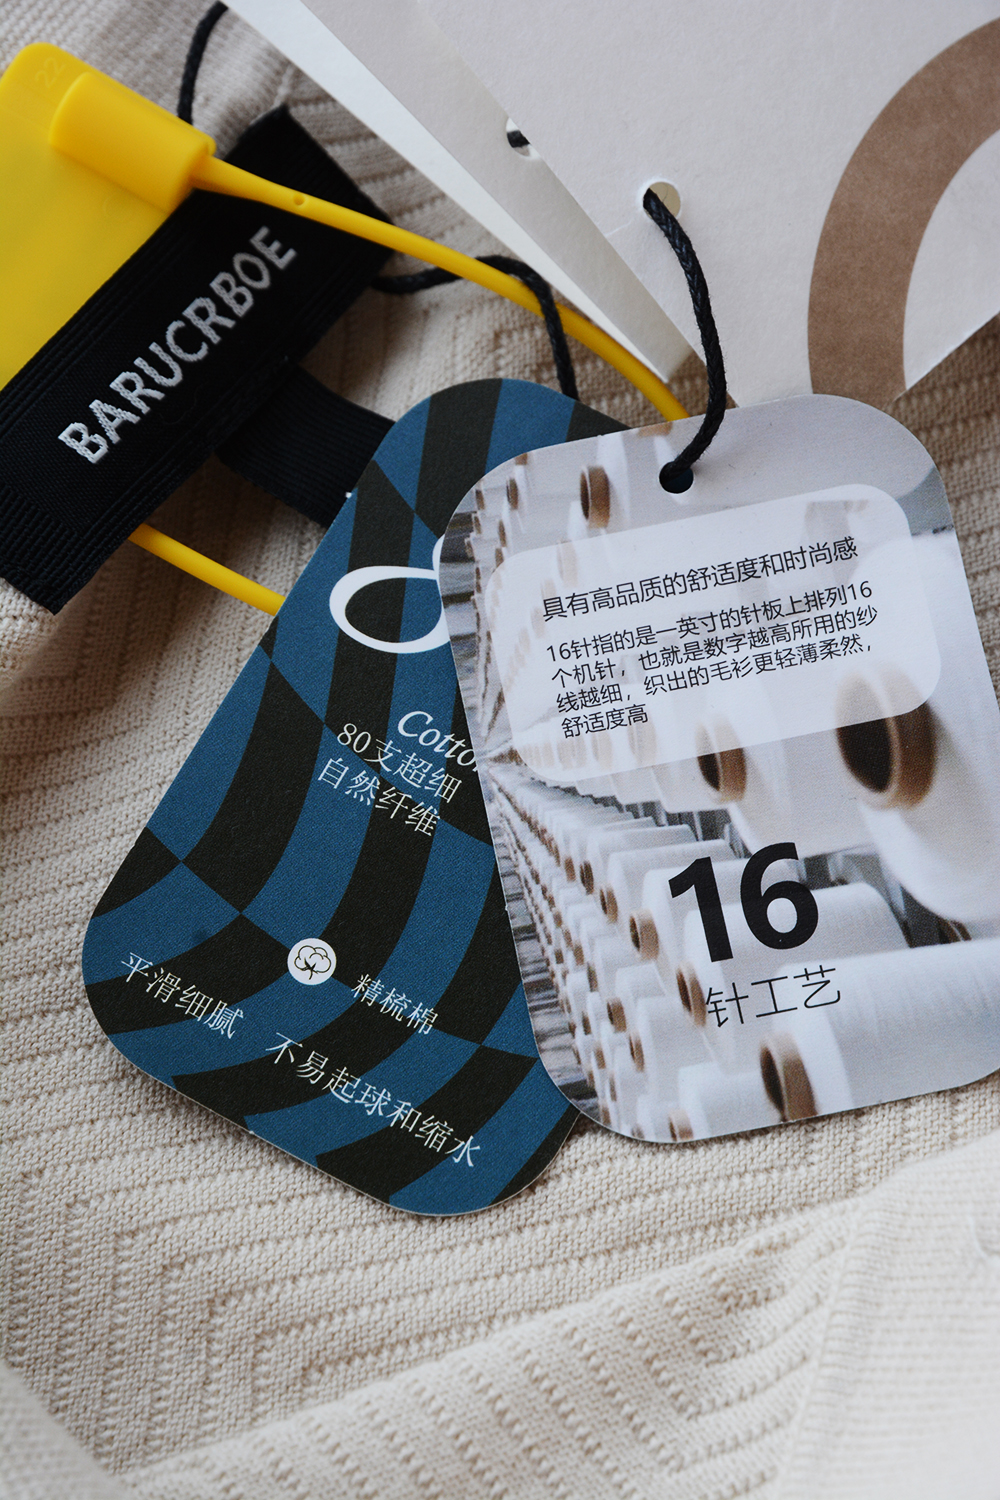 BARUCRBOE
具有高品质的舒适度和时尚感
16针指的是一英寸的针板上排列16
个机针，也就是数字越高所用的纱
线越细，织出的毛衫更轻薄柔然，
舒适度高
16
针工艺
80支超细
自然纤维
精梳棉
平滑细腻
不易起球和缩水